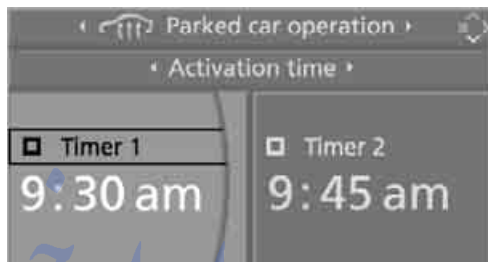 Parked car operation
Activation time
Timer 1
Timer 2
9:30 am
9:45 am